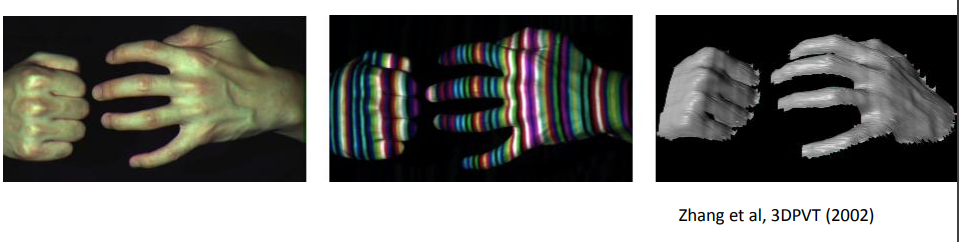 Zhang et al, 3DPVT (2002)